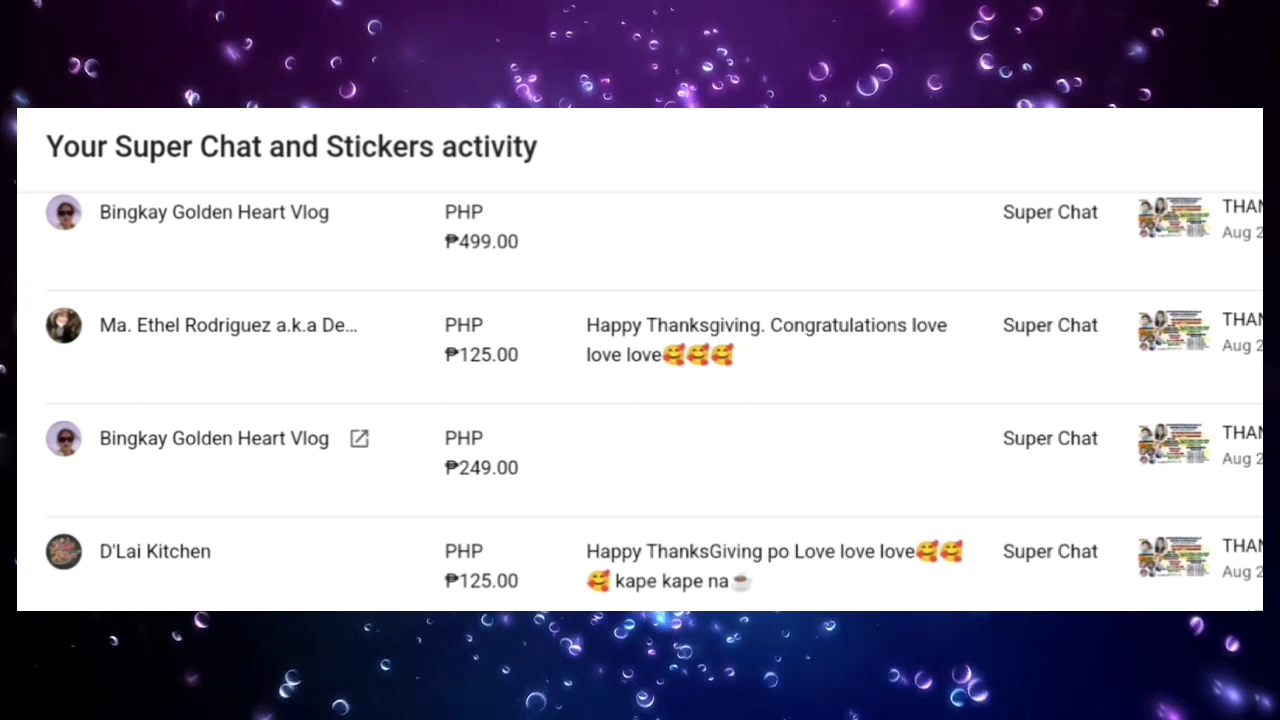 Your Super Chat and Stickers activity
Bingkay Golden Heart Vlog PHP Super Chat THAN
₱499.00 Aug 2
Ma. Ethel Rodriguez a.k.a De... PHP Happy Thanksgiving. Congratulations love Super Chat THAN
₱125.00 love love🥰🥰🥰 Aug 2
Bingkay Golden Heart Vlog PHP Super Chat THAN
₱249.00 Aug 2
D'Lai Kitchen PHP Happy ThanksGiving po Love love love🥰🥰 Super Chat THAN
₱125.00 🥰 kape kape na☕ Aug 2